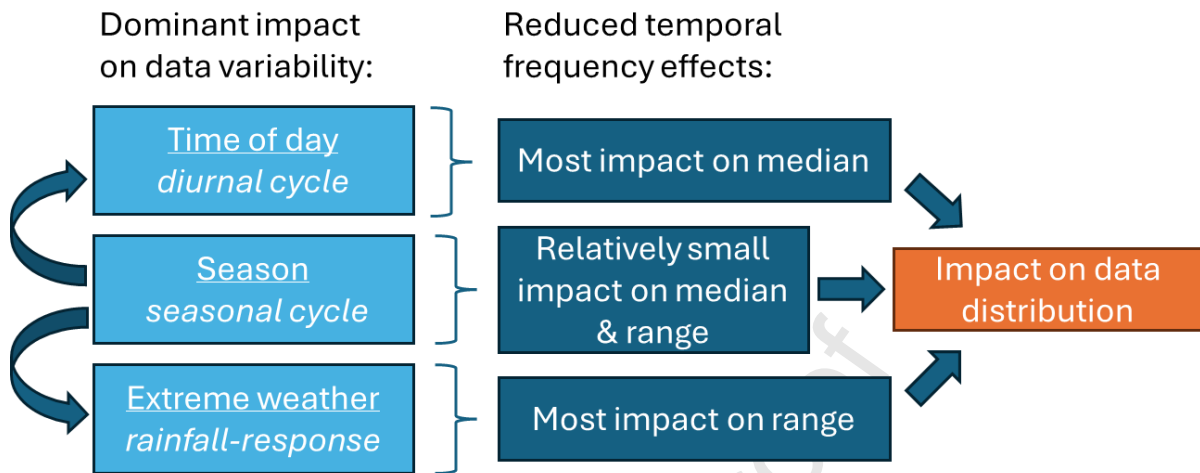 Dominant impact
on data variability:
Reduced temporal
frequency effects:
Time of day
diurnal cycle
Most impact on median
Season
seasonal cycle
Relatively small
impact on median
& range
Impact on data
distribution
Extreme weather
rainfall-response
Most impact on range